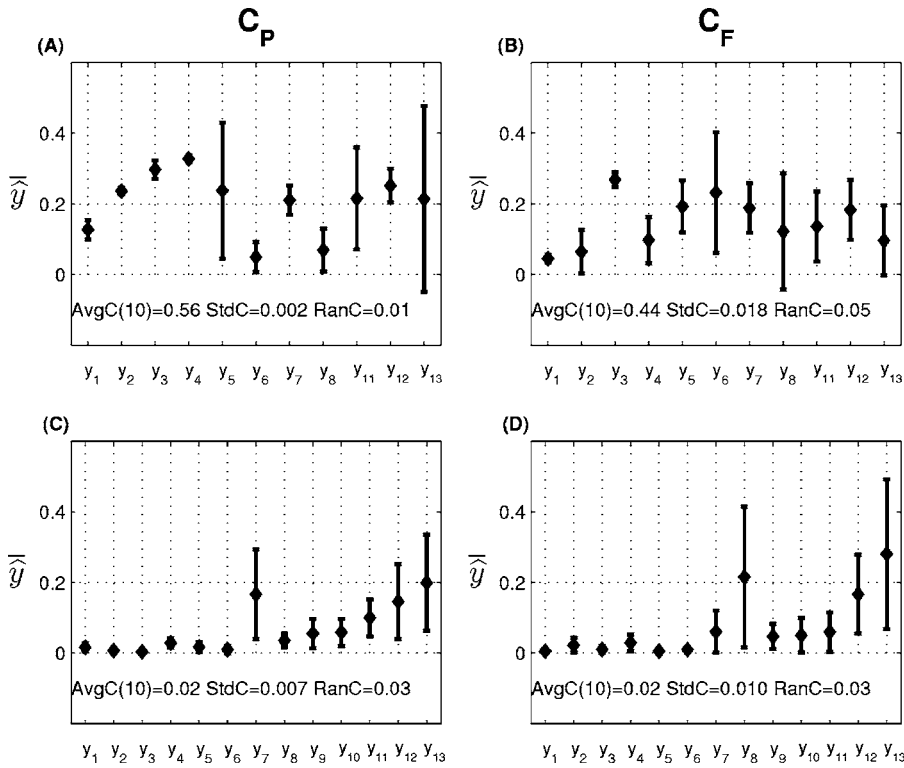 C_P C_F
(A) (B)
0.4 0.4
0.2 0.2
0 0
ŷ ŷ
AvgC(10)=0.56 StdC=0.002 RanC=0.01 AvgC(10)=0.44 StdC=0.018 RanC=0.05
y_1 y_2 y_3 y_4 y_5 y_6 y_7 y_8 y_11 y_12 y_13 y_1 y_2 y_3 y_4 y_5 y_6 y_7 y_8 y_11 y_12 y_13
(C) (D)
0.4 0.4
0.2 0.2
0 0
ŷ ŷ
AvgC(10)=0.02 StdC=0.007 RanC=0.03 AvgC(10)=0.02 StdC=0.010 RanC=0.03
y_1 y_2 y_3 y_4 y_5 y_6 y_7 y_8 y_9 y_10 y_11 y_12 y_13 y_1 y_2 y_3 y_4 y_5 y_6 y_7 y_8 y_9 y_10 y_11 y_12 y_13